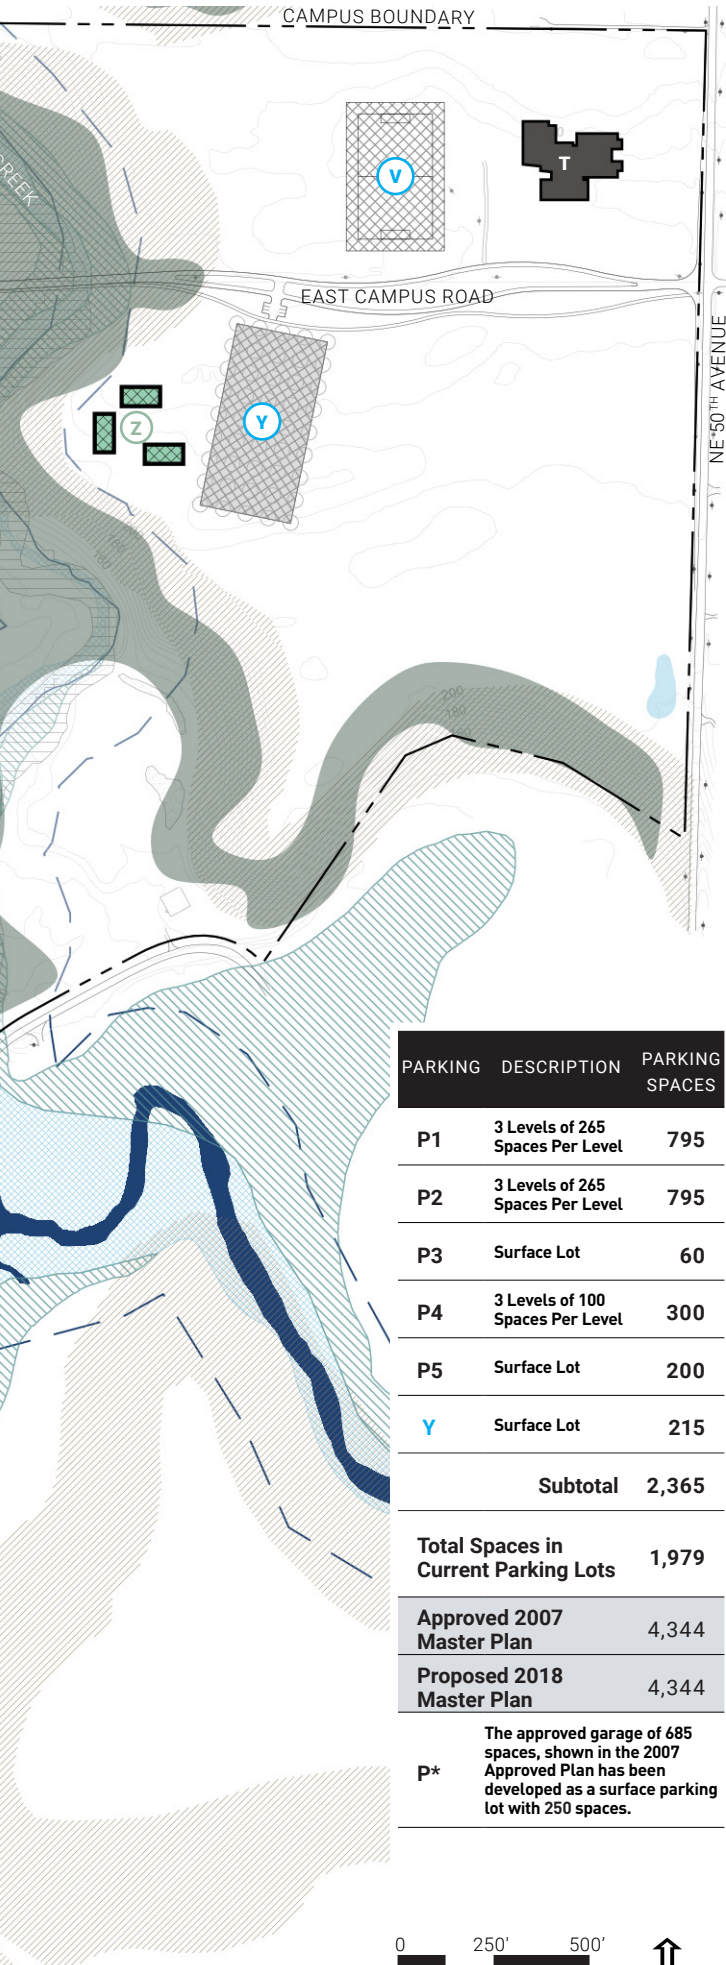 CAMPUS BOUNDARY
V
T
CREEK
EAST CAMPUS ROAD
NE 50TH AVENUE
Y
Z
180
160
200
180
PARKING DESCRIPTION PARKING
SPACES
P1 3 Levels of 265
Spaces Per Level 795
P2 3 Levels of 265
Spaces Per Level 795
P3 Surface Lot 60
P4 3 Levels of 100
Spaces Per Level 300
P5 Surface Lot 200
Y Surface Lot 215
Subtotal 2,365
Total Spaces in
Current Parking Lots 1,979
Approved 2007
Master Plan 4,344
Proposed 2018
Master Plan 4,344
P* The approved garage of 685
spaces, shown in the 2007
Approved Plan has been
developed as a surface parking
lot with 250 spaces.
0 250' 500'